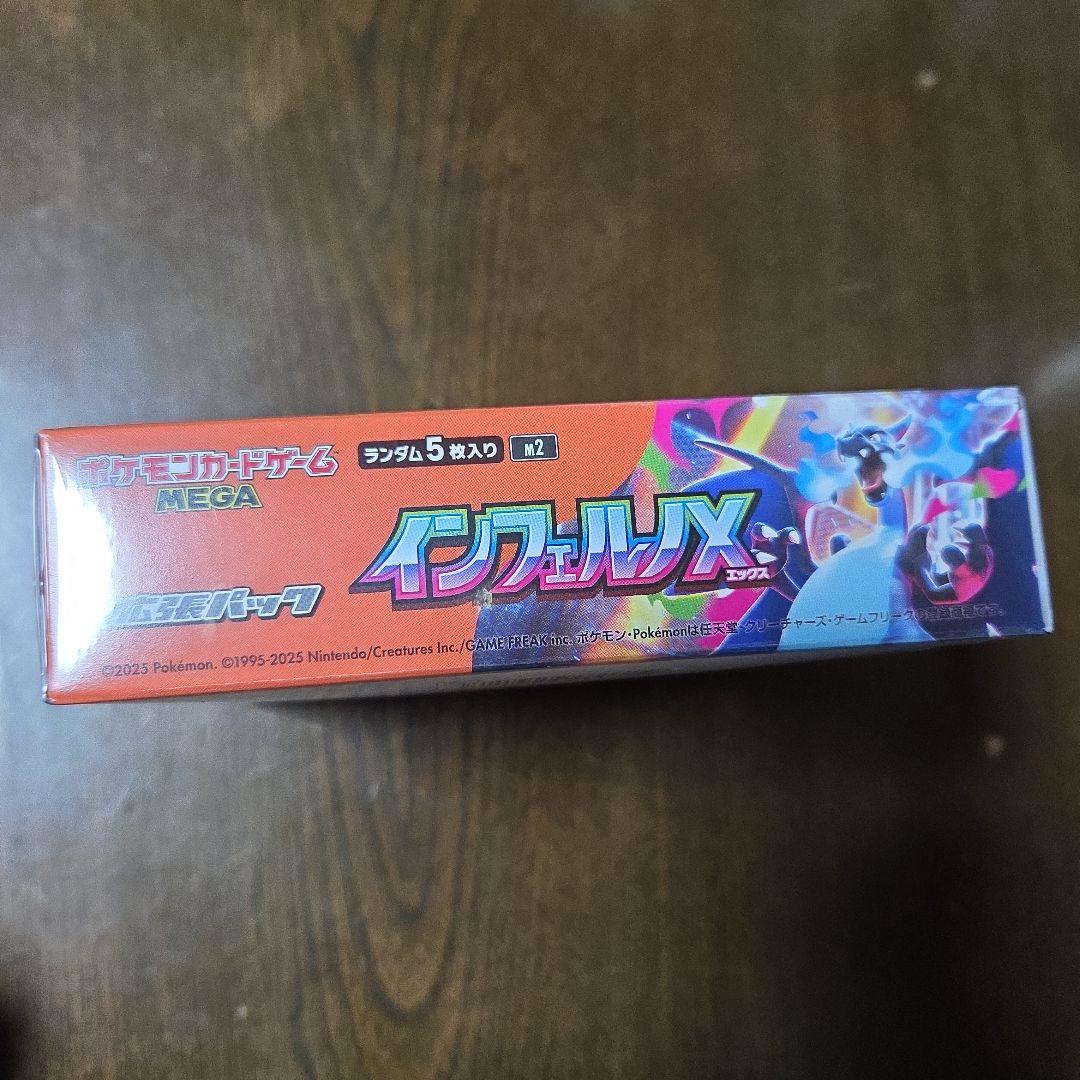 ポケモンカードゲーム
MEGA
ランダム5枚入り M2
インフェルノX
エックス
拡張パック
©2025 Pokémon. ©1995-2025 Nintendo/Creatures Inc./GAME FREAK inc. ポケモン・Pokémonは任天堂・クリーチャーズ・ゲームフリークの登録商標です。